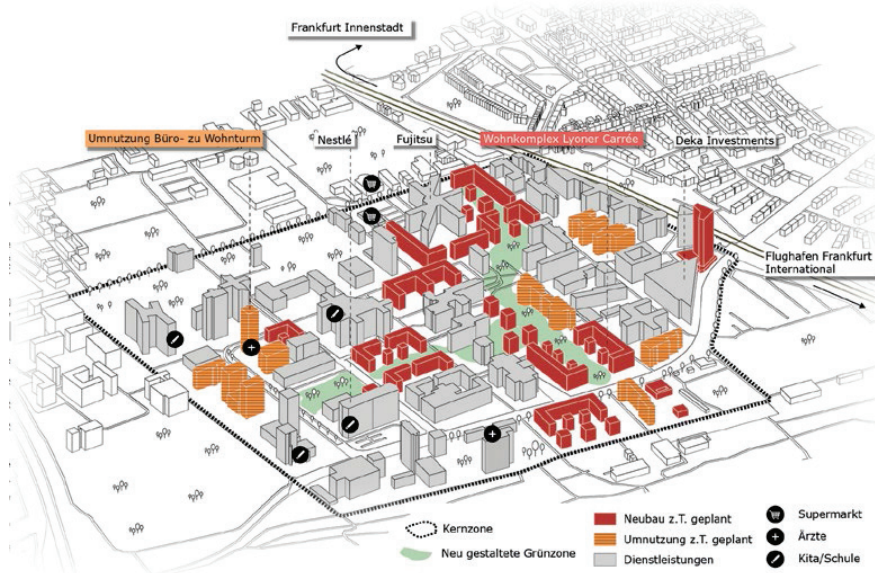 Frankfurt Innenstadt
Umnutzung Büro- zu Wohnturm
Nestlé
Fujitsu
Wohnkomplex Lyoner Carrée
Deka Investments
Flughafen Frankfurt
International
Kernzone
Neu gestaltete Grünzone
Neubau z.T. geplant
Umnutzung z.T. geplant
Dienstleistungen
Supermarkt
Ärzte
Kita/Schule